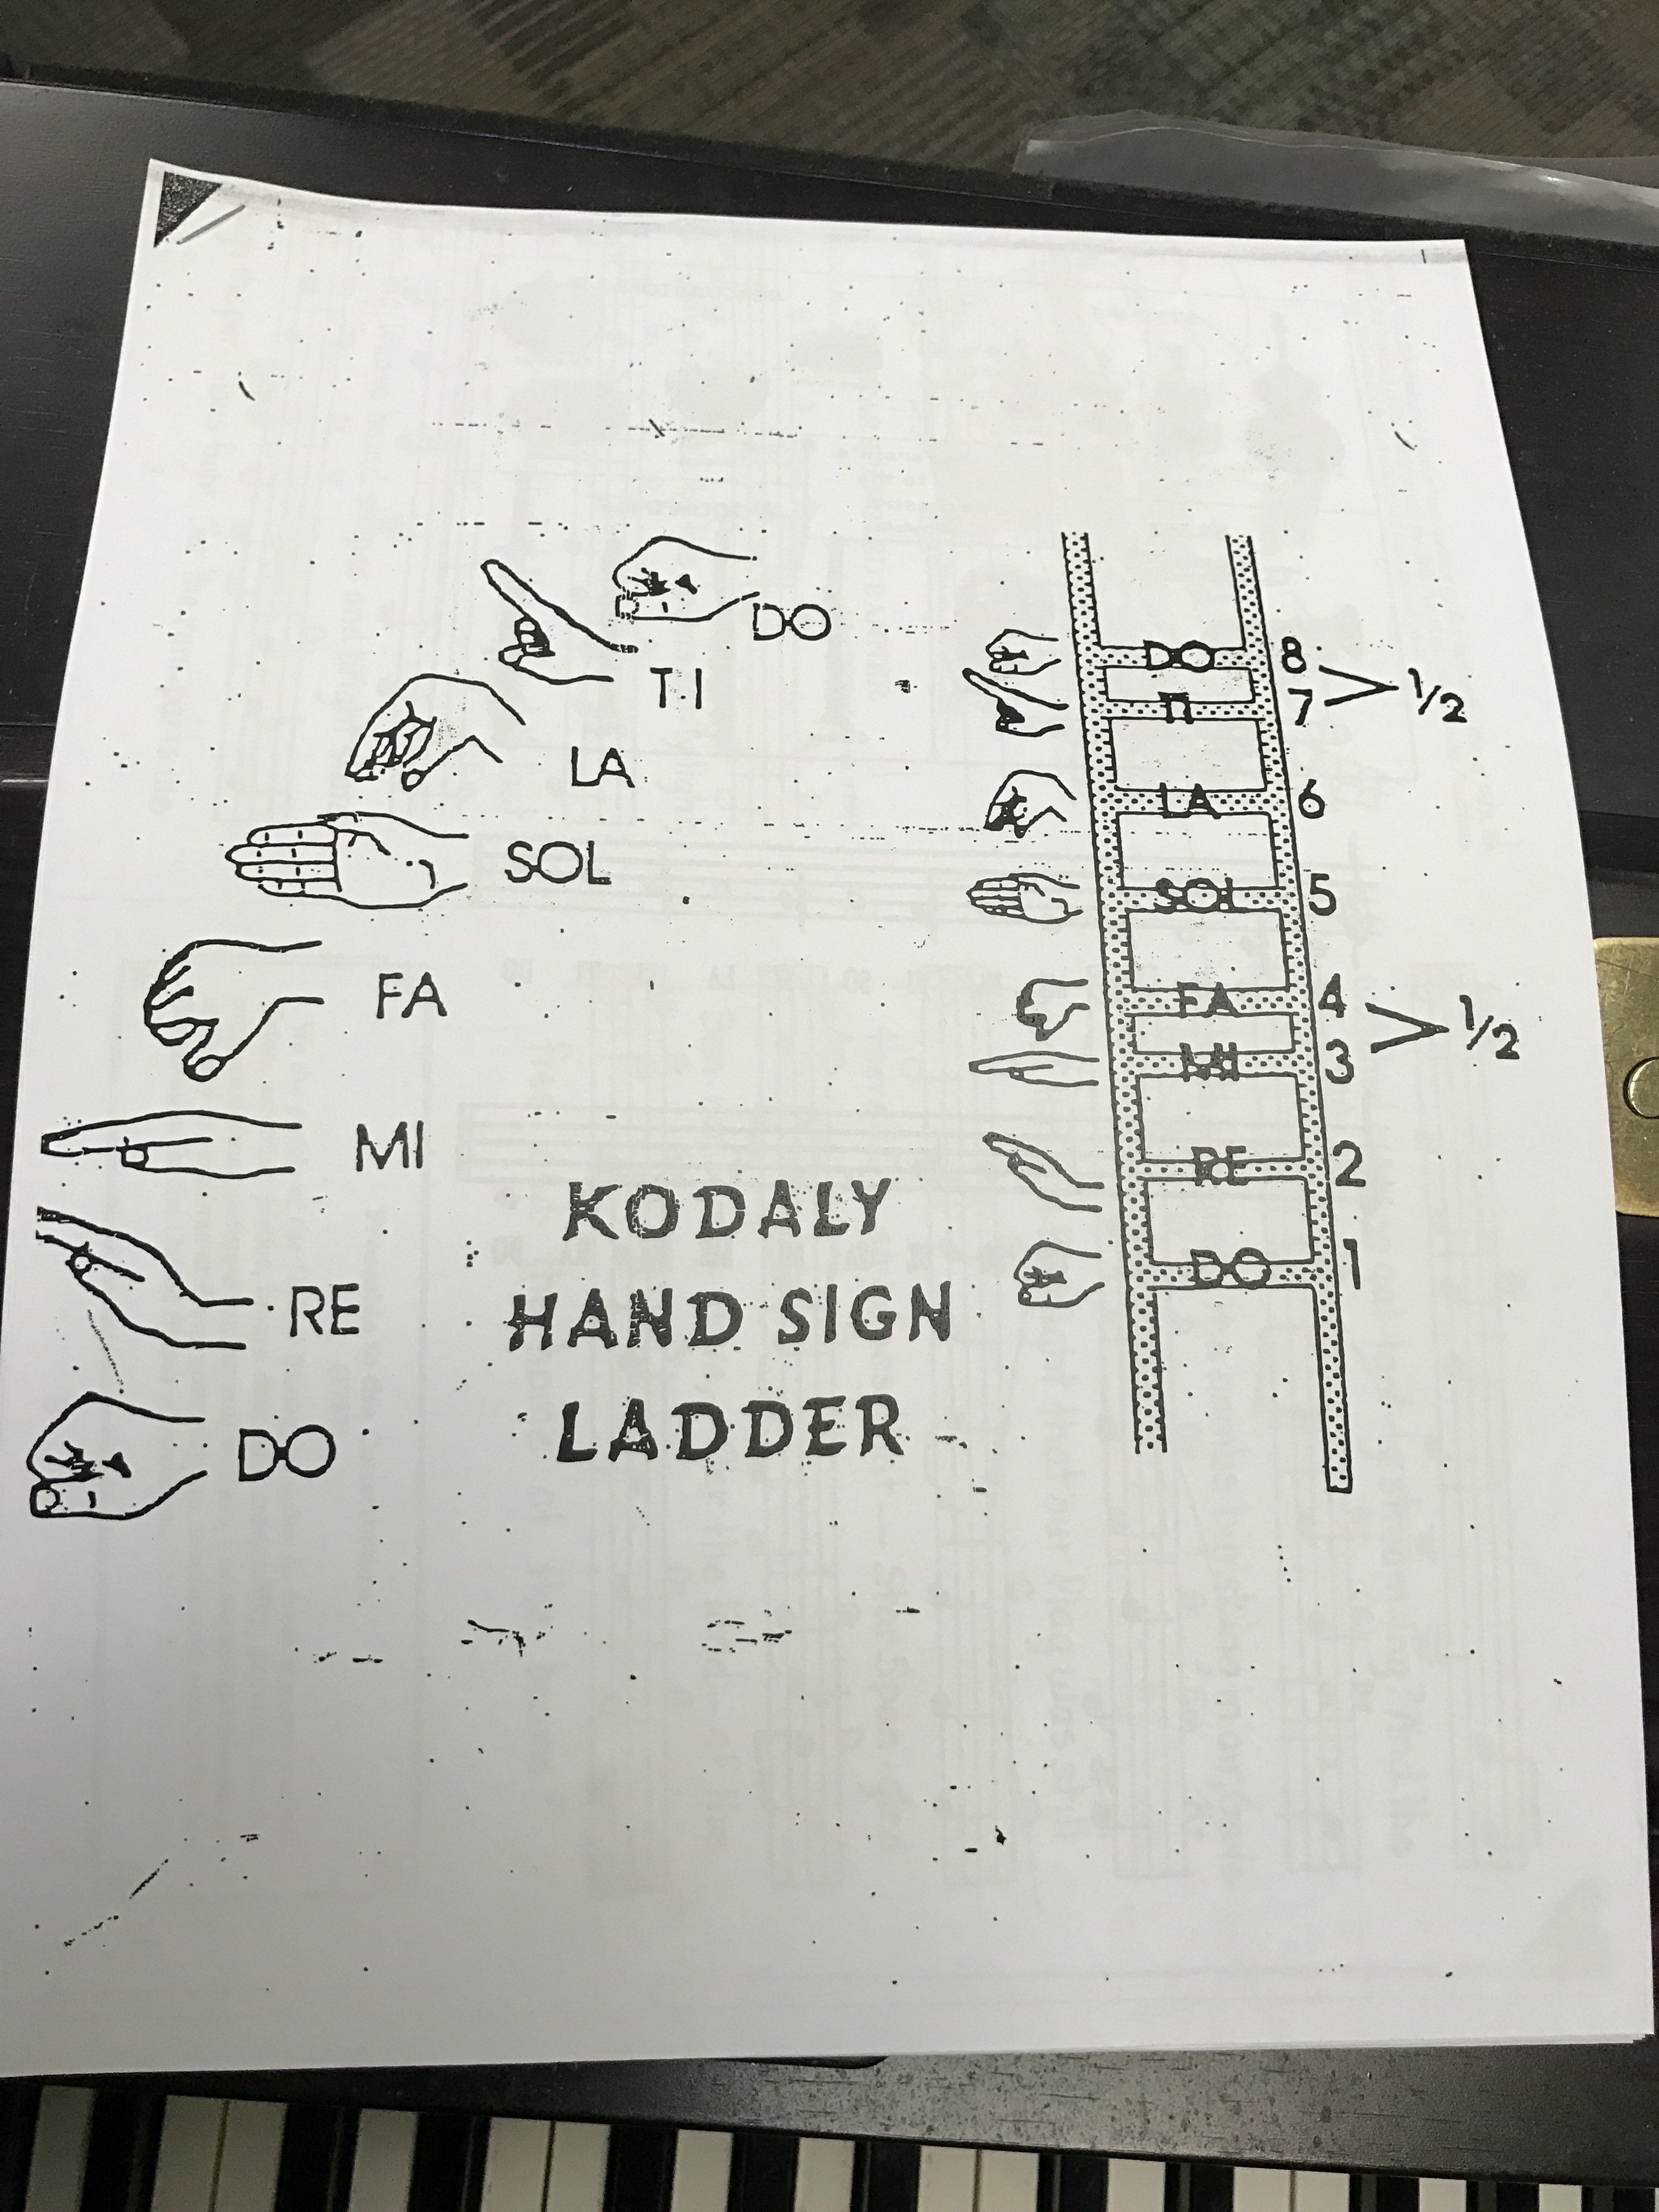 DO
TI
LA
SOL
FA
MI
RE
DO
KODALY
HAND SIGN
LADDER
DO 8
TI 7
1/2
LA 6
SOL 5
FA 4
MI 3
1/2
RE 2
DO 1